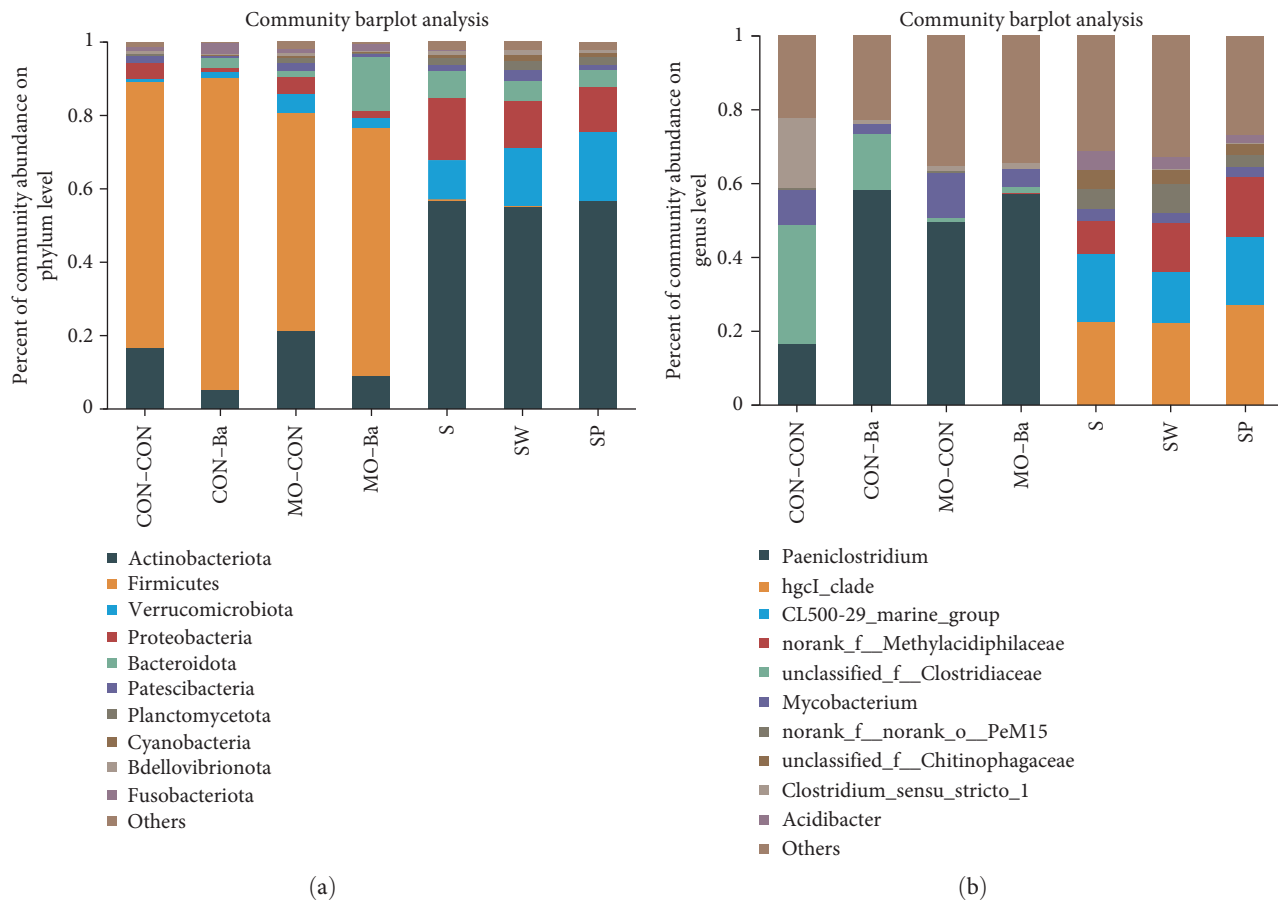 Community barplot analysis
Percent of community abundance on
phylum level
1
0.8
0.6
0.4
0.2
0
CON–CON
CON–Ba
MO–CON
MO–Ba
S
SW
SP
Actinobacteriota
Firmicutes
Verrucomicrobiota
Proteobacteria
Bacteroidota
Patescibacteria
Planctomycetota
Cyanobacteria
Bdellovibrionota
Fusobacteriota
Others
(a)
Community barplot analysis
Percent of community abundance on
genus level
1
0.8
0.6
0.4
0.2
0
CON–CON
CON–Ba
MO–CON
MO–Ba
S
SW
SP
Paeniclostridium
hgcI_clade
CL500-29_marine_group
norank_f__Methylacidiphilaceae
unclassified_f__Clostridiaceae
Mycobacterium
norank_f__norank_o__PeM15
unclassified_f__Chitinophagaceae
Clostridium_sensu_stricto_1
Acidibacter
Others
(b)